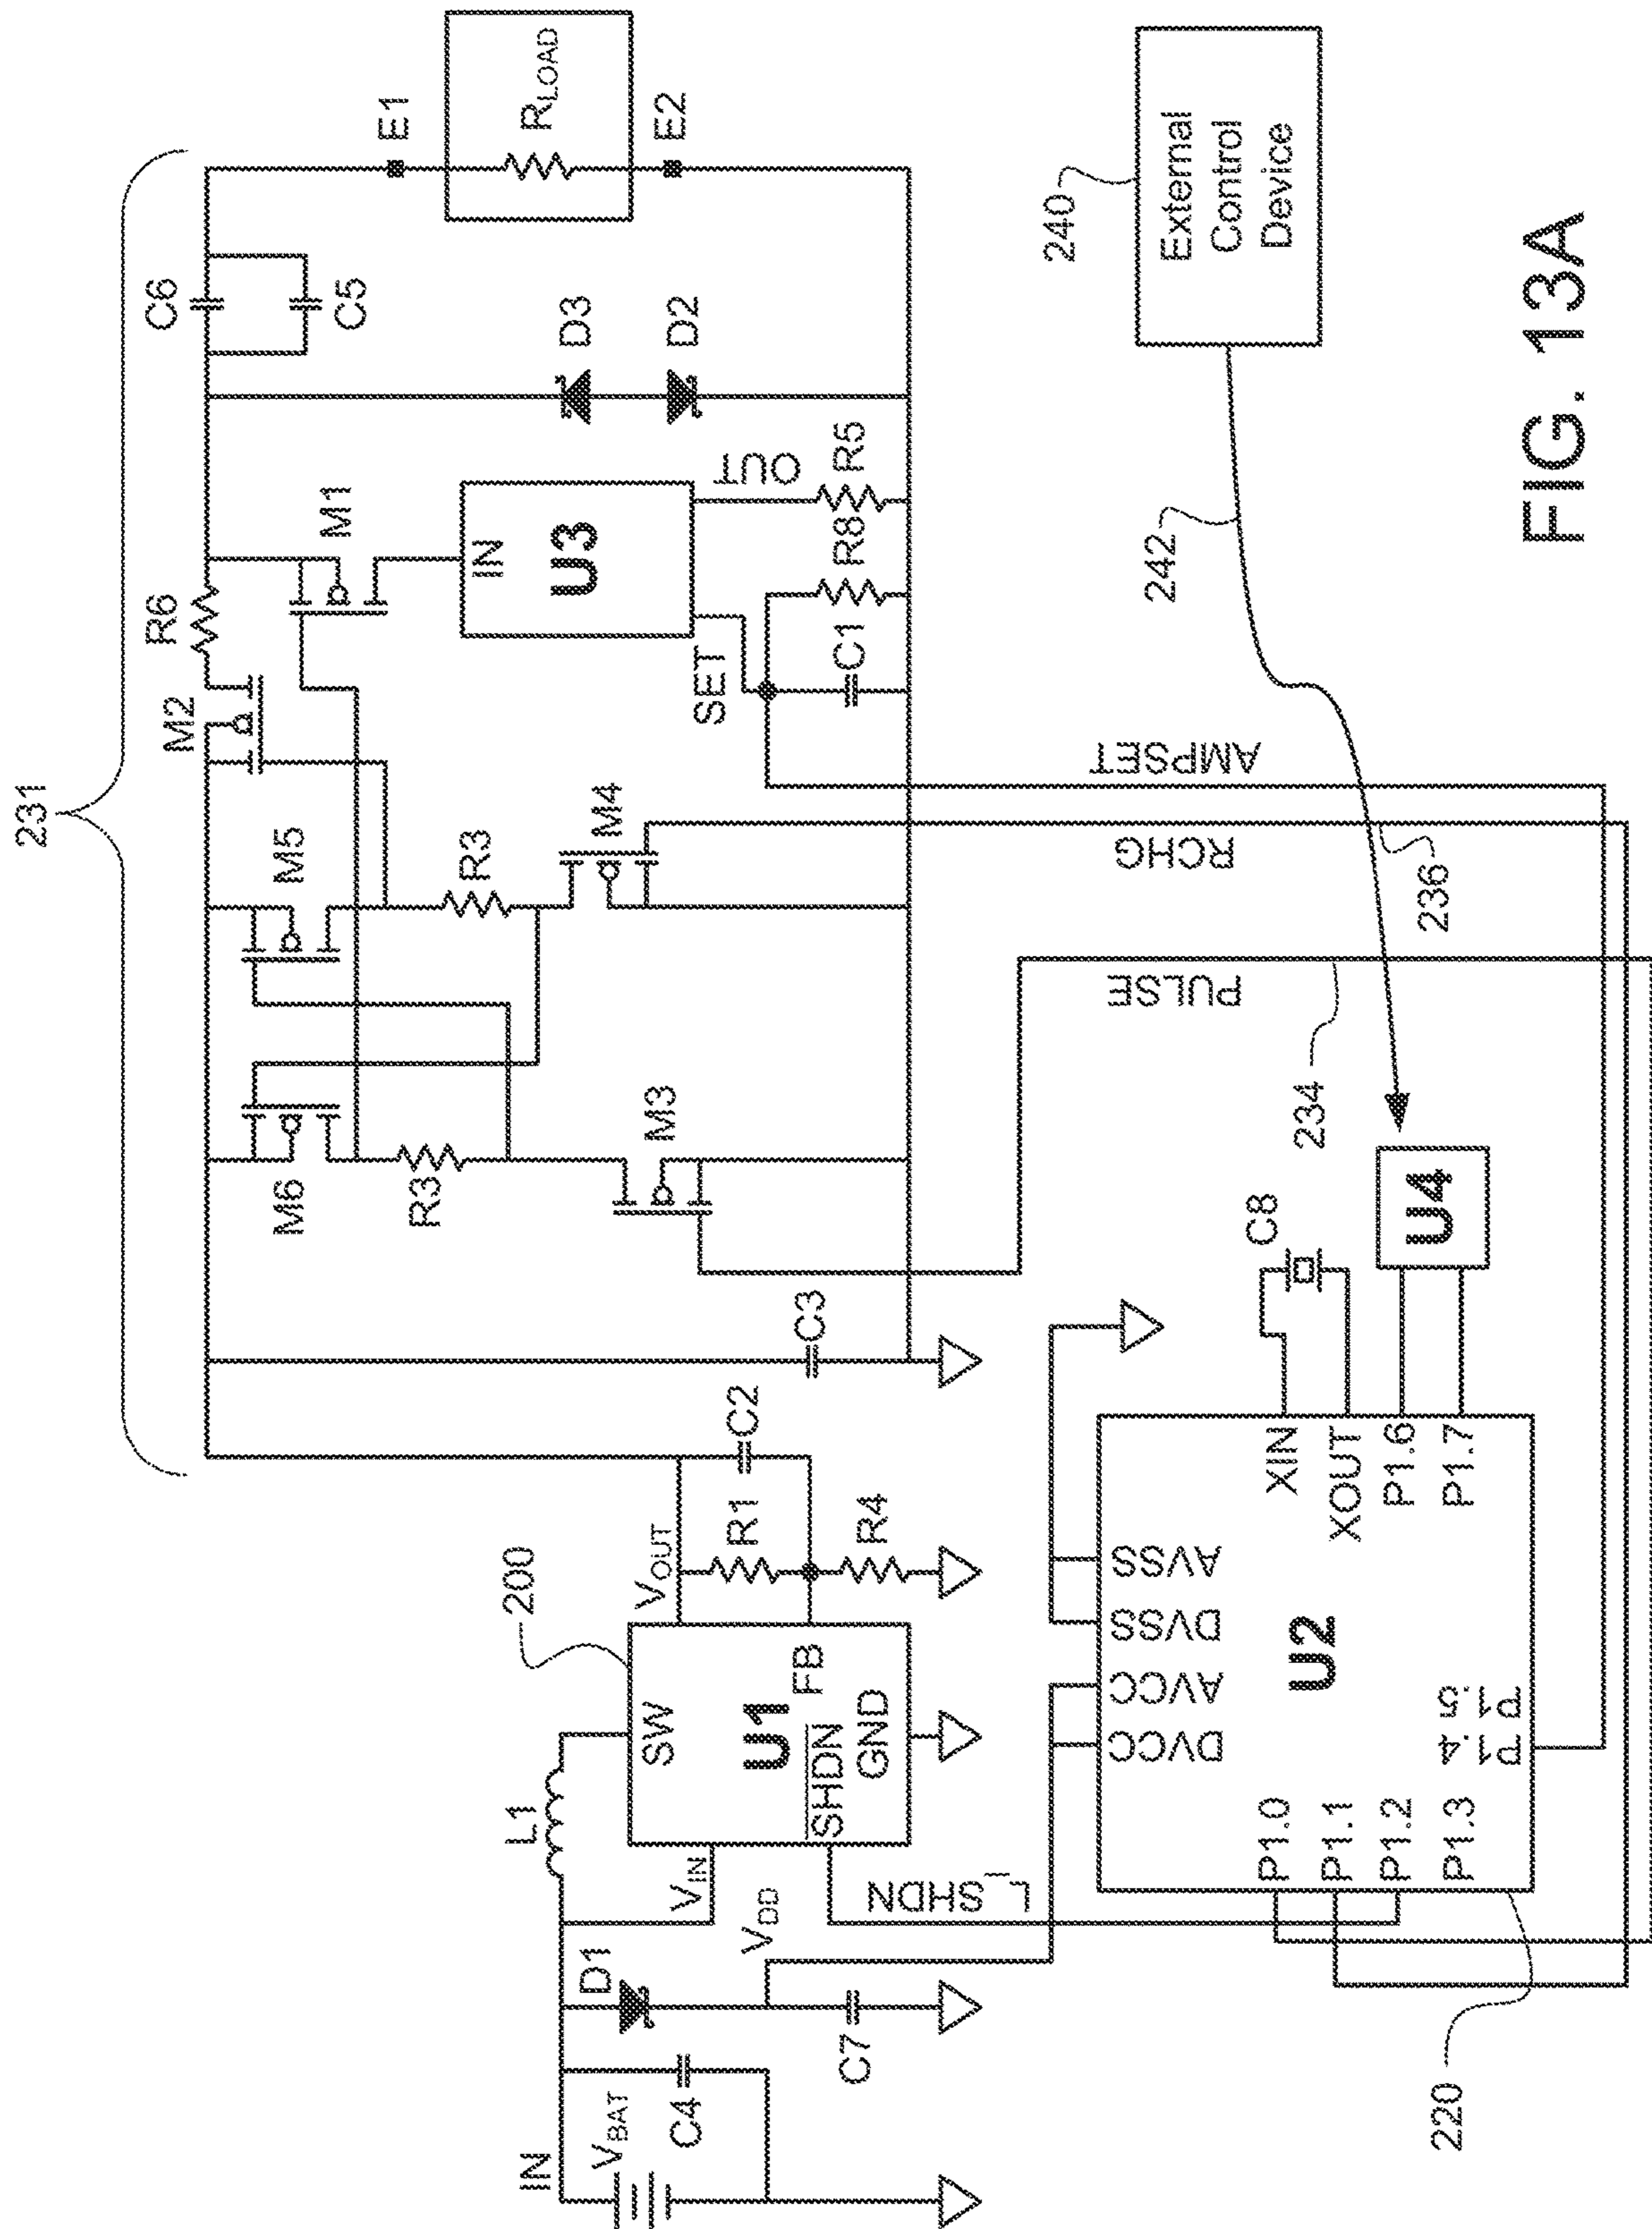 231
IN
V_BAT
C4
D1
C7
V_DD
L1
V_IN
SW
U1
SHDN
FB
GND
200
V_OUT
R1
R4
C2
C3
L_SHDN
M6
R3
M3
M5
R3
M4
M2
R6
M1
IN
U3
SET
OUT
C1
R8
R5
D3
D2
C6
C5
E1
R_LOAD
E2
PULSE
RCHG
AMPSET
234
236
242
240
External
Control
Device
DVCC
AVCC
DVSS
AVSS
U2
P1.0
P1.1
P1.2
P1.3
P1.4
P1.5
XIN
XOUT
P1.6
P1.7
C8
U4
220
FIG. 13A